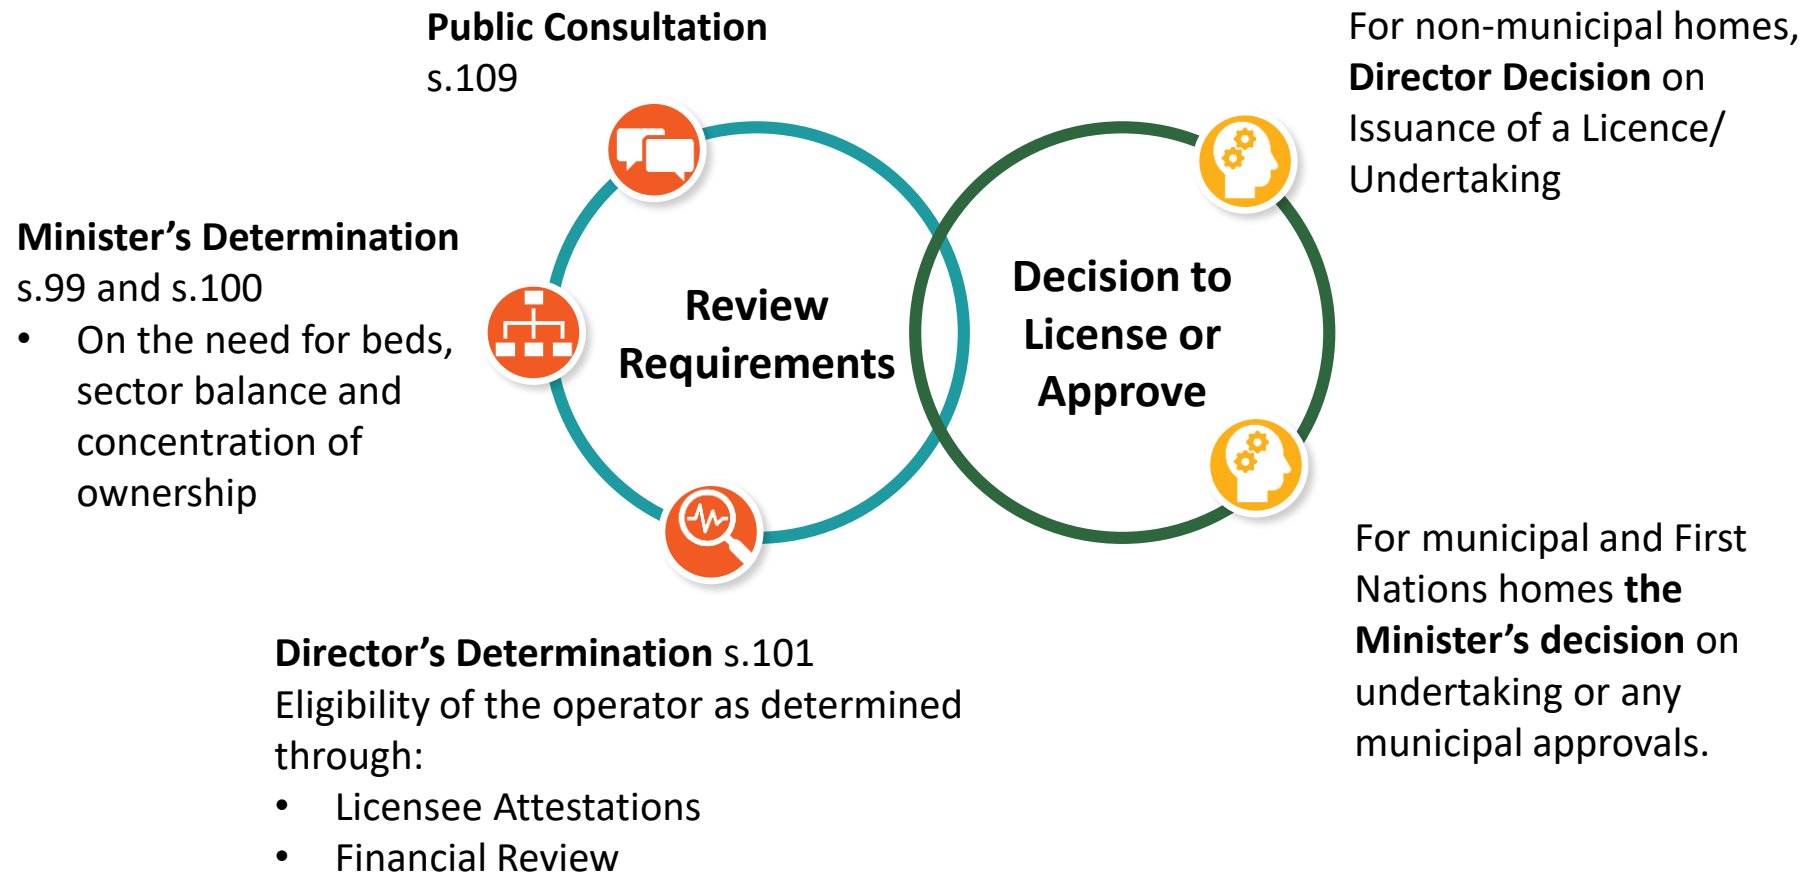 Public Consultation
s.109
Minister’s Determination
s.99 and s.100
• On the need for beds,
sector balance and
concentration of
ownership
Review
Requirements
Director’s Determination s.101
Eligibility of the operator as determined
through:
• Licensee Attestations
• Financial Review
Decision to
License or
Approve
For non-municipal homes,
Director Decision on
Issuance of a Licence/
Undertaking
For municipal and First
Nations homes the
Minister’s decision on
undertaking or any
municipal approvals.